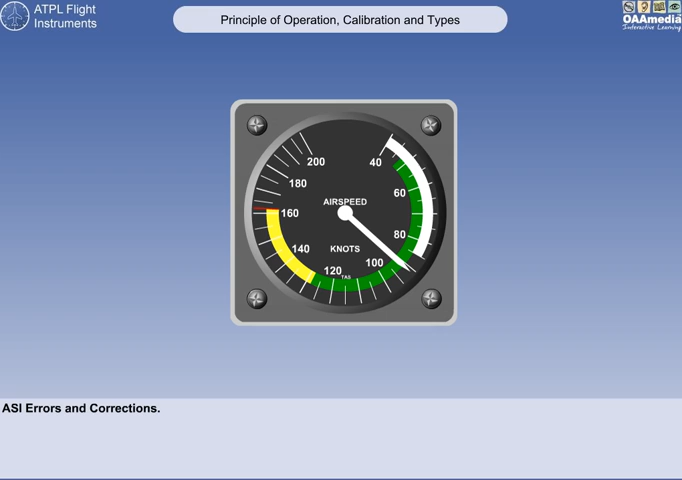 ATPL Flight
Instruments
Principle of Operation, Calibration and Types
OAAmedia
Interactive Learning
200
40
180
60
AIRSPEED
160
80
140
KNOTS
100
120
TAS
ASI Errors and Corrections.